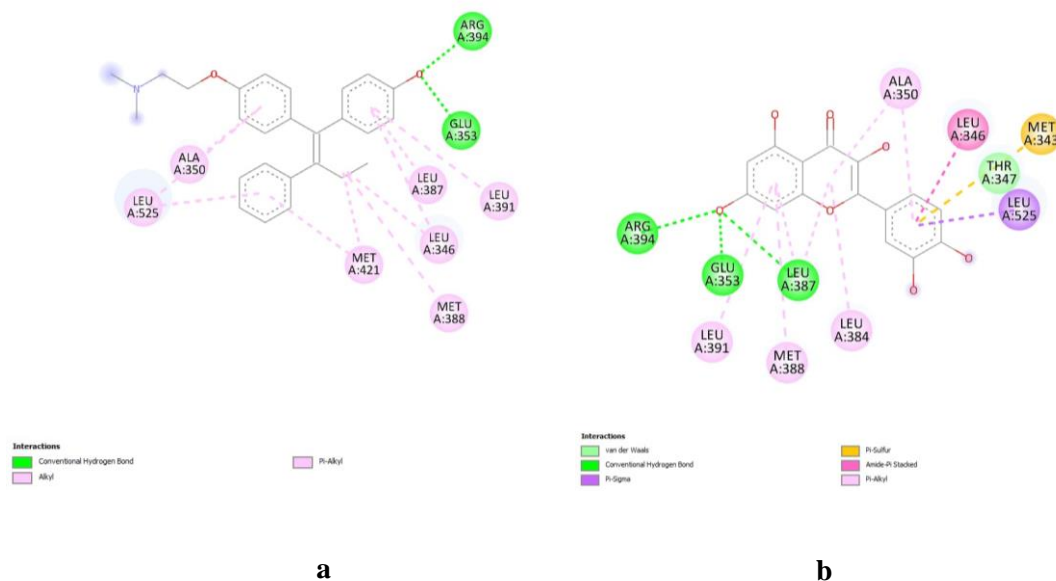 ARG
A:394
GLU
A:353
N
O
O
ALA
A:350
LEU
A:525
LEU
A:387
LEU
A:391
LEU
A:346
MET
A:421
MET
A:388
Interactions
Conventional Hydrogen Bond
Alkyl
Pi-Alkyl
a
ALA
A:350
LEU
A:346
MET
A:343
THR
A:347
LEU
A:525
O
O
O
O
O
O
O
ARG
A:394
GLU
A:353
LEU
A:387
LEU
A:391
MET
A:388
LEU
A:384
Interactions
van der Waals
Conventional Hydrogen Bond
Pi-Sigma
Pi-Sulfur
Amide-Pi Stacked
Pi-Alkyl
b